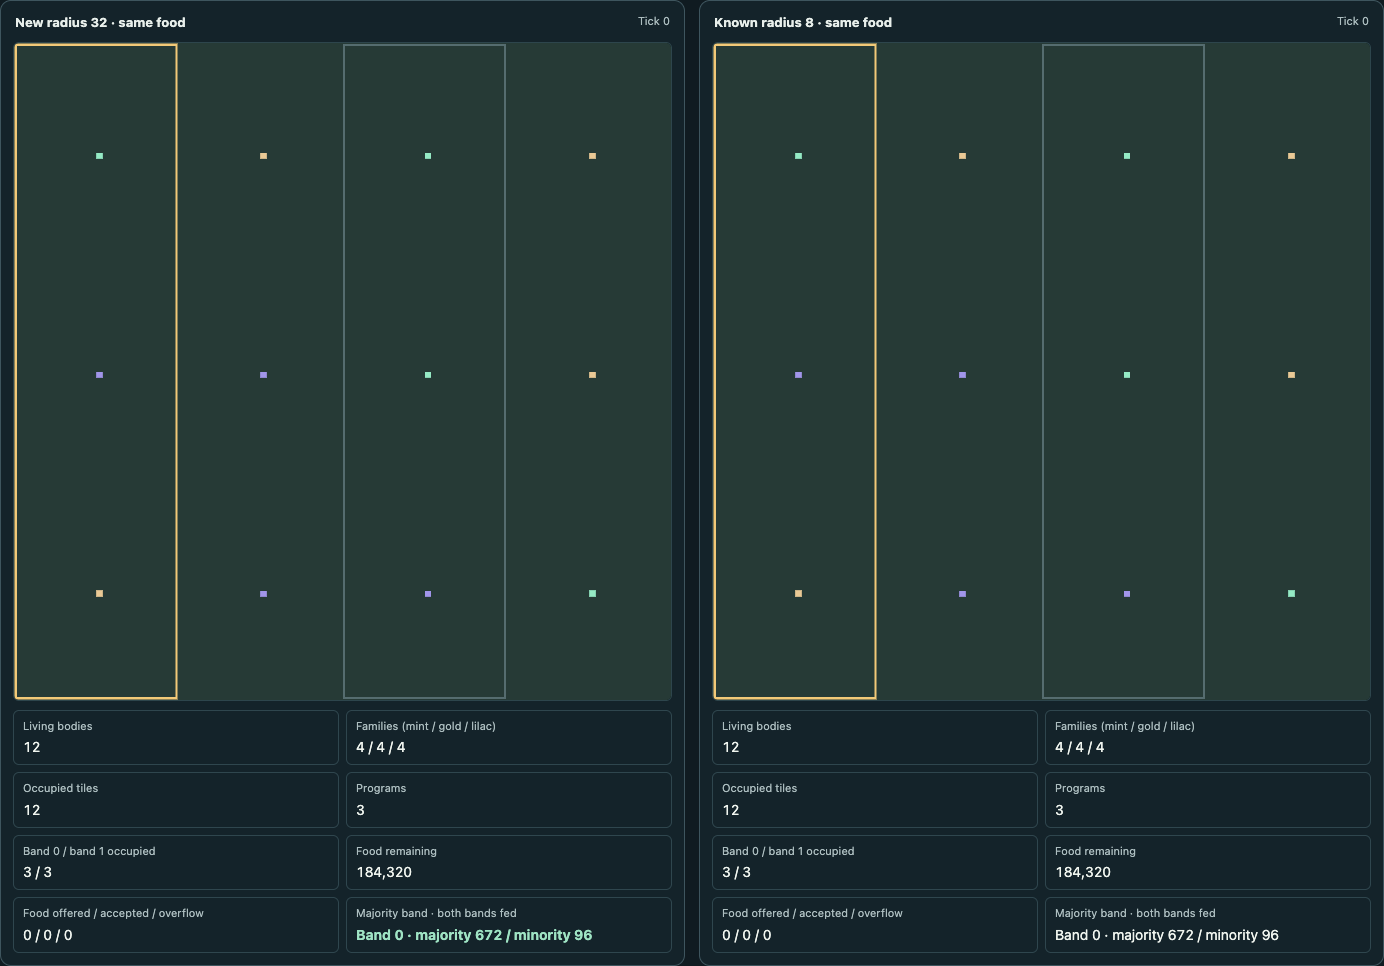 New radius 32 · same food
Tick 0
Living bodies
12
Families (mint / gold / lilac)
4 / 4 / 4
Occupied tiles
12
Programs
3
Band 0 / band 1 occupied
3 / 3
Food remaining
184,320
Food offered / accepted / overflow
0 / 0 / 0
Majority band · both bands fed
Band 0 · majority 672 / minority 96
Known radius 8 · same food
Tick 0
Living bodies
12
Families (mint / gold / lilac)
4 / 4 / 4
Occupied tiles
12
Programs
3
Band 0 / band 1 occupied
3 / 3
Food remaining
184,320
Food offered / accepted / overflow
0 / 0 / 0
Majority band · both bands fed
Band 0 · majority 672 / minority 96